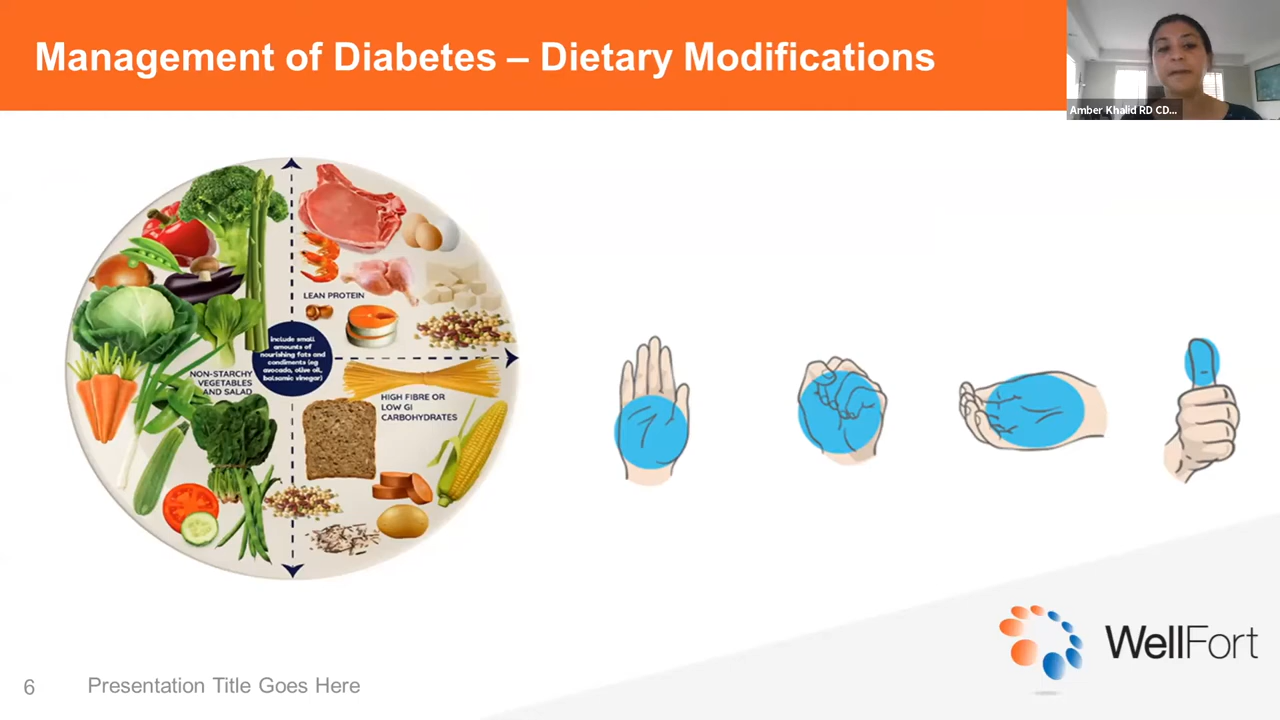 Management of Diabetes – Dietary Modifications
Amber Khalid RD CD...
LEAN PROTEIN
Include small
amounts of
nourishing fats and
condiments (eg
avocado, olive oil,
balsamic vinegar)
NON-STARCHY
VEGETABLES
AND SALAD
HIGH FIBRE OR
LOW GI
CARBOHYDRATES
WellFort
6
Presentation Title Goes Here